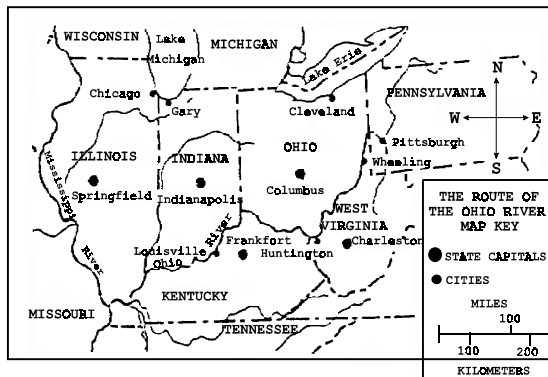 WISCONSIN
Lake
Michigan
MICHIGAN
Lake Erie
Chicago
Gary
Cleveland
PENNSYLVANIA
N
W
E
S
Pittsburgh
Wheeling
ILLINOIS
INDIANA
OHIO
Mississippi
River
Springfield
Indianapolis
Columbus
WEST
VIRGINIA
Charleston
Louisville
Ohio
River
Frankfort
Huntington
KENTUCKY
MISSOURI
TENNESSEE
THE ROUTE OF
THE OHIO RIVER
MAP KEY
STATE CAPITALS
CITIES
MILES
100
100
200
KILOMETERS